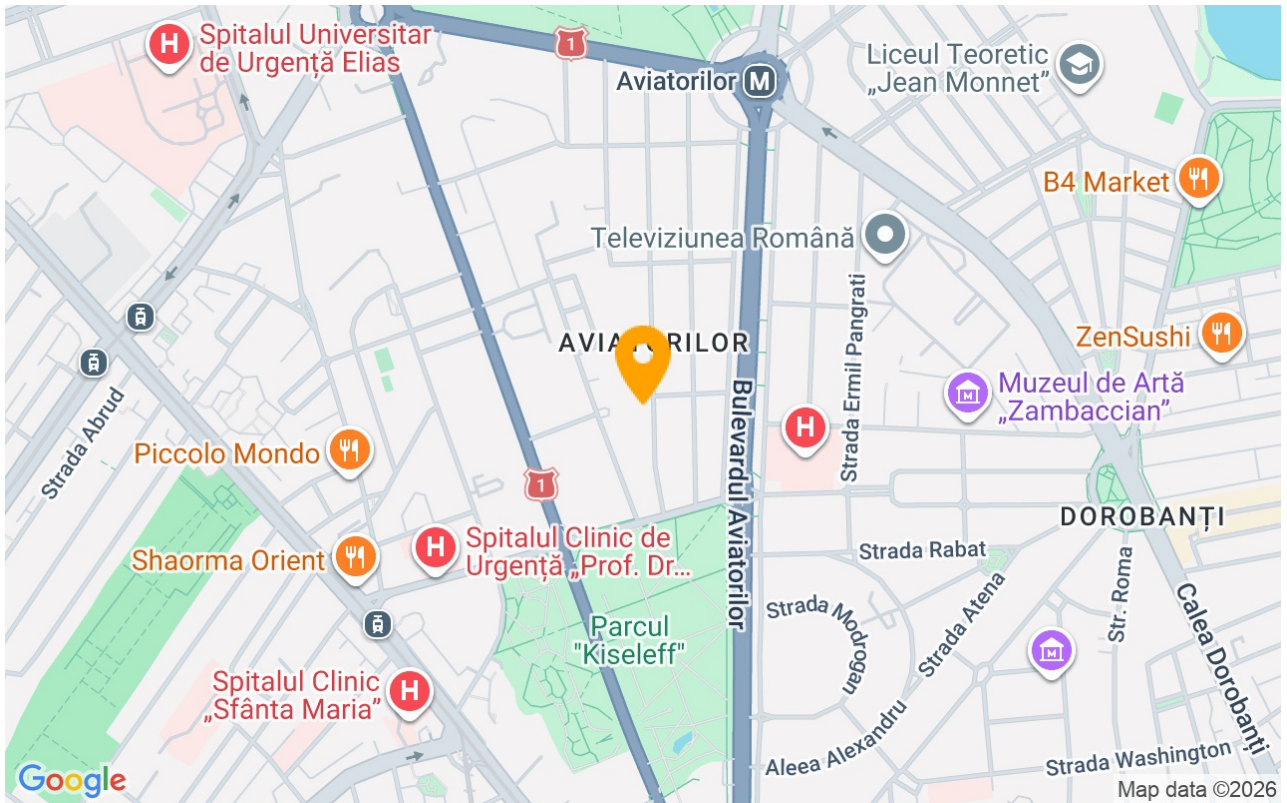 Spitalul Universitar
de Urgență Elias
1
Aviatorilor
M
Liceul Teoretic
„Jean Monnet”
B4 Market
Televiziunea Română
Strada Ermil Pangrati
ZenSushi
AVIATORILOR
Muzeul de Artă
„Zambaccian”
Strada Abrud
Piccolo Mondo
H
H
Bulevardul Aviatorilor
1
DOROBANȚI
Shaorma Orient
H
Spitalul Clinic de
Urgență „Prof. Dr...
Strada Rabat
Strada Atena
Str. Roma
Calea Dorobanți
Strada Modrogan
Parcul
"Kiseleff"
Spitalul Clinic
„Sfânta Maria”
H
Aleea Alexandru
Strada Washington
Google
Map data ©2026